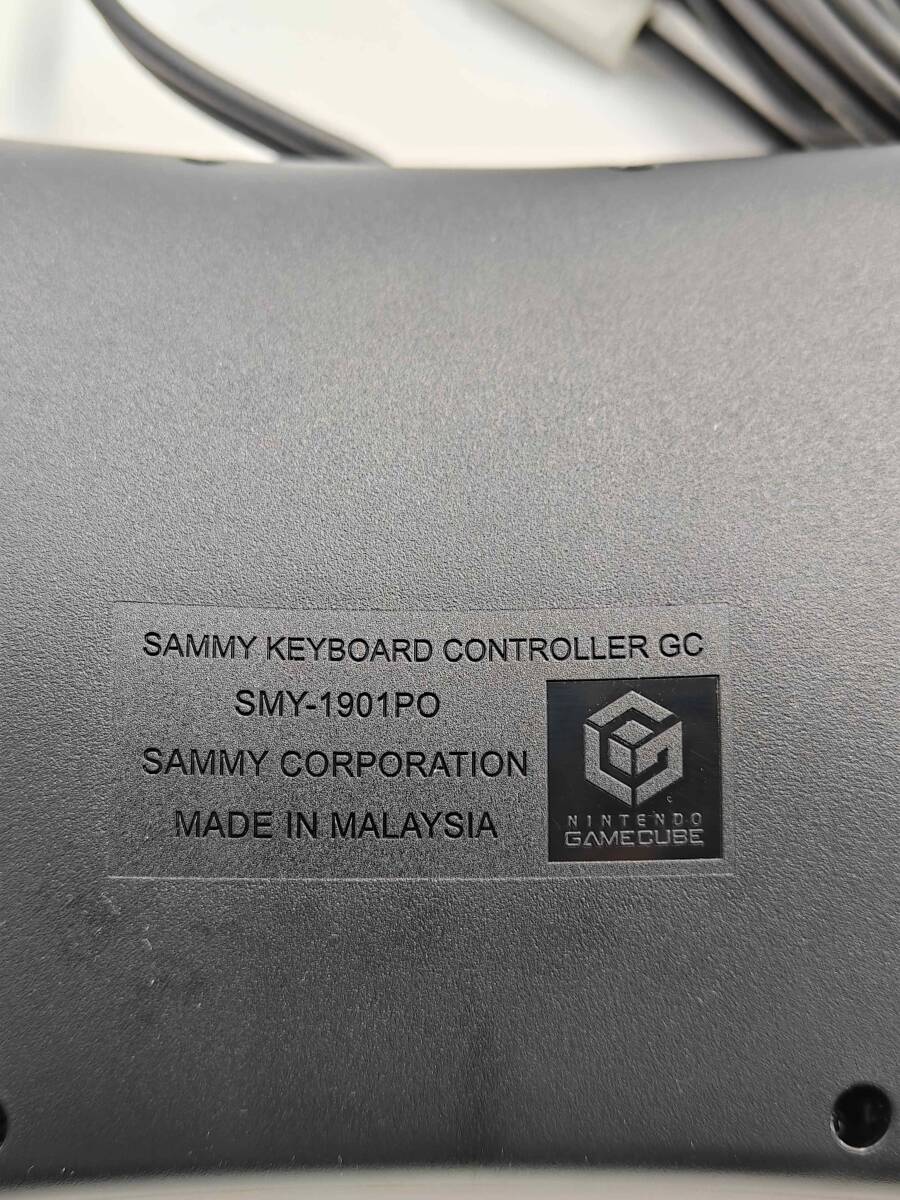 SAMMY KEYBOARD CONTROLLER GC
SMY-1901PO
SAMMY CORPORATION
MADE IN MALAYSIA
NINTENDO
GAMECUBE